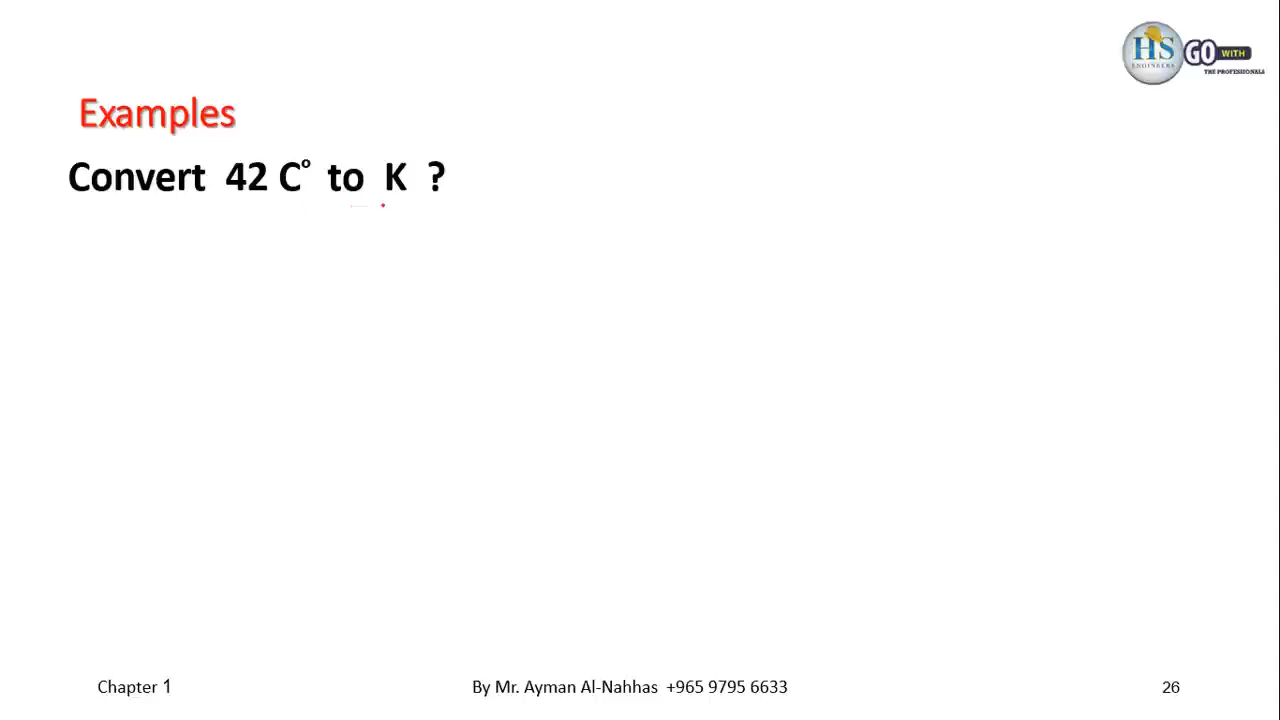 HS
ENGINEERS
GO WITH
THE PROFESSIONALS
Examples
Convert 42 C° to K ?
Chapter 1
By Mr. Ayman Al-Nahhas +965 9795 6633
26